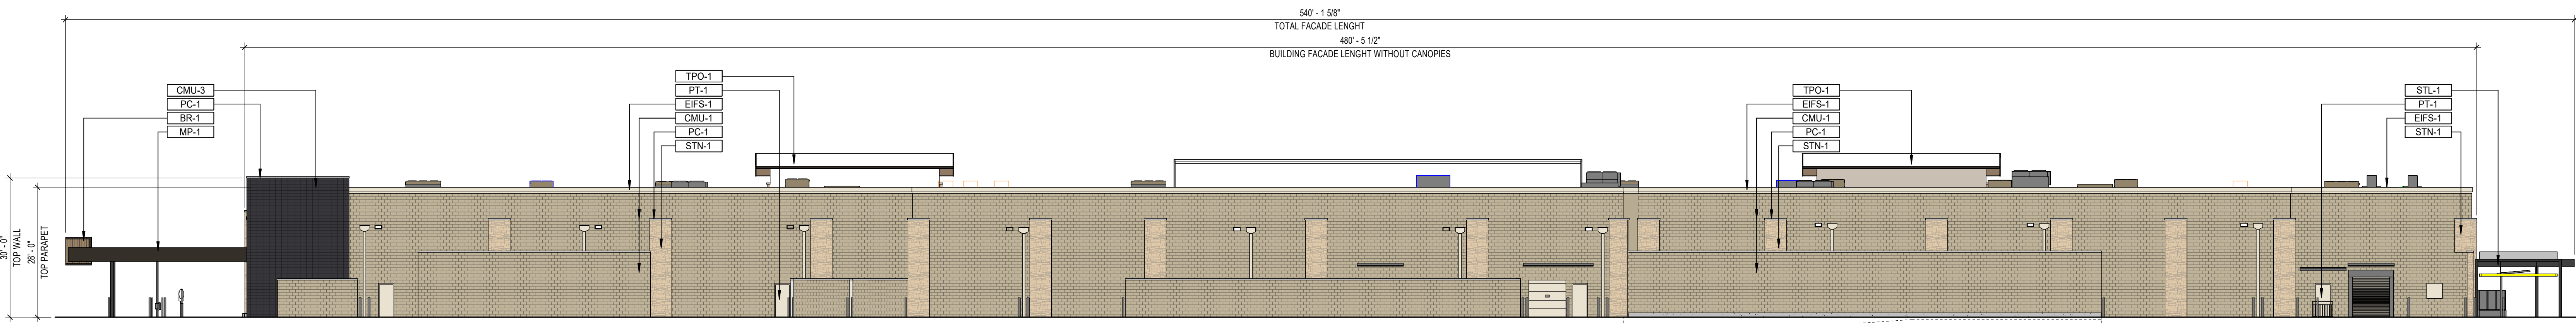 540' - 1 5/8"
TOTAL FACADE LENGHT
480' - 5 1/2"
BUILDING FACADE LENGHT WITHOUT CANOPIES
CMU-3
PC-1
BR-1
MP-1
TPO-1
PT-1
EIFS-1
CMU-1
PC-1
STN-1
TPO-1
EIFS-1
CMU-1
PC-1
STN-1
STL-1
PT-1
EIFS-1
STN-1
30' - 0"
TOP WALL
28' - 0"
TOP PARAPET